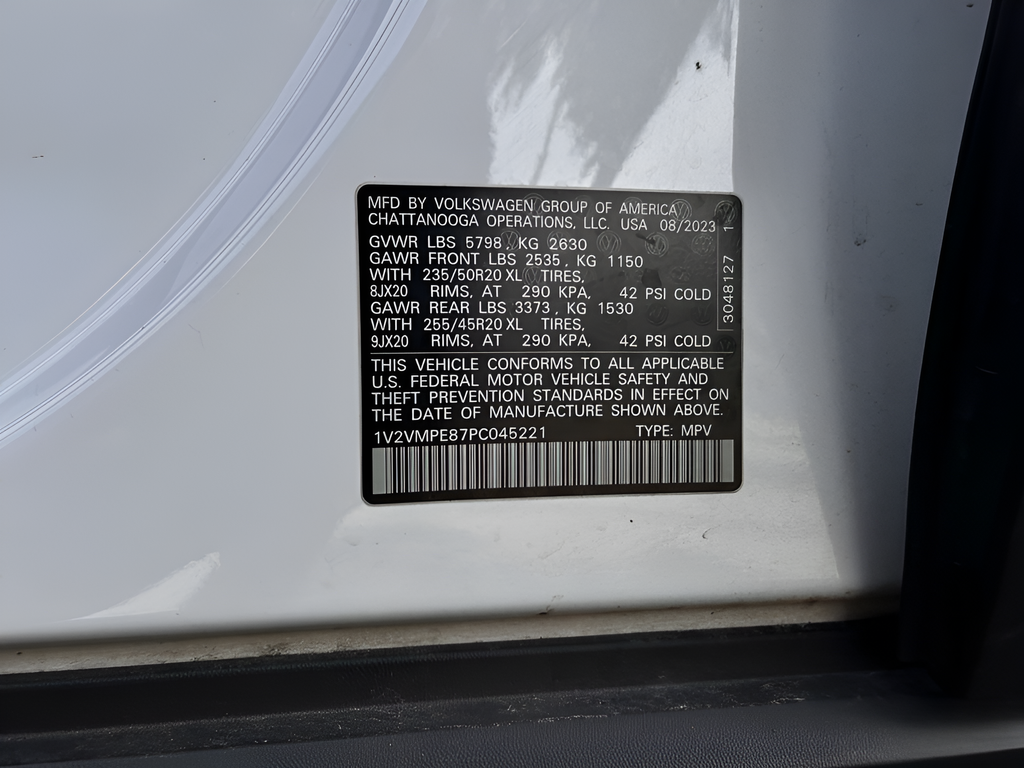 MFD BY VOLKSWAGEN GROUP OF AMERICA
CHATTANOOGA OPERATIONS, LLC. USA 08/2023
GVWR LBS 5798, KG 2630
GAWR FRONT LBS 2535, KG 1150
WITH 235/50R20 XL TIRES,
8JX20 RIMS, AT 290 KPA, 42 PSI COLD
GAWR REAR LBS 3373, KG 1530
WITH 255/45R20 XL TIRES,
9JX20 RIMS, AT 290 KPA, 42 PSI COLD
3048127 1
THIS VEHICLE CONFORMS TO ALL APPLICABLE
U.S. FEDERAL MOTOR VEHICLE SAFETY AND
THEFT PREVENTION STANDARDS IN EFFECT ON
THE DATE OF MANUFACTURE SHOWN ABOVE.
1V2VMPE87PC045221 TYPE: MPV